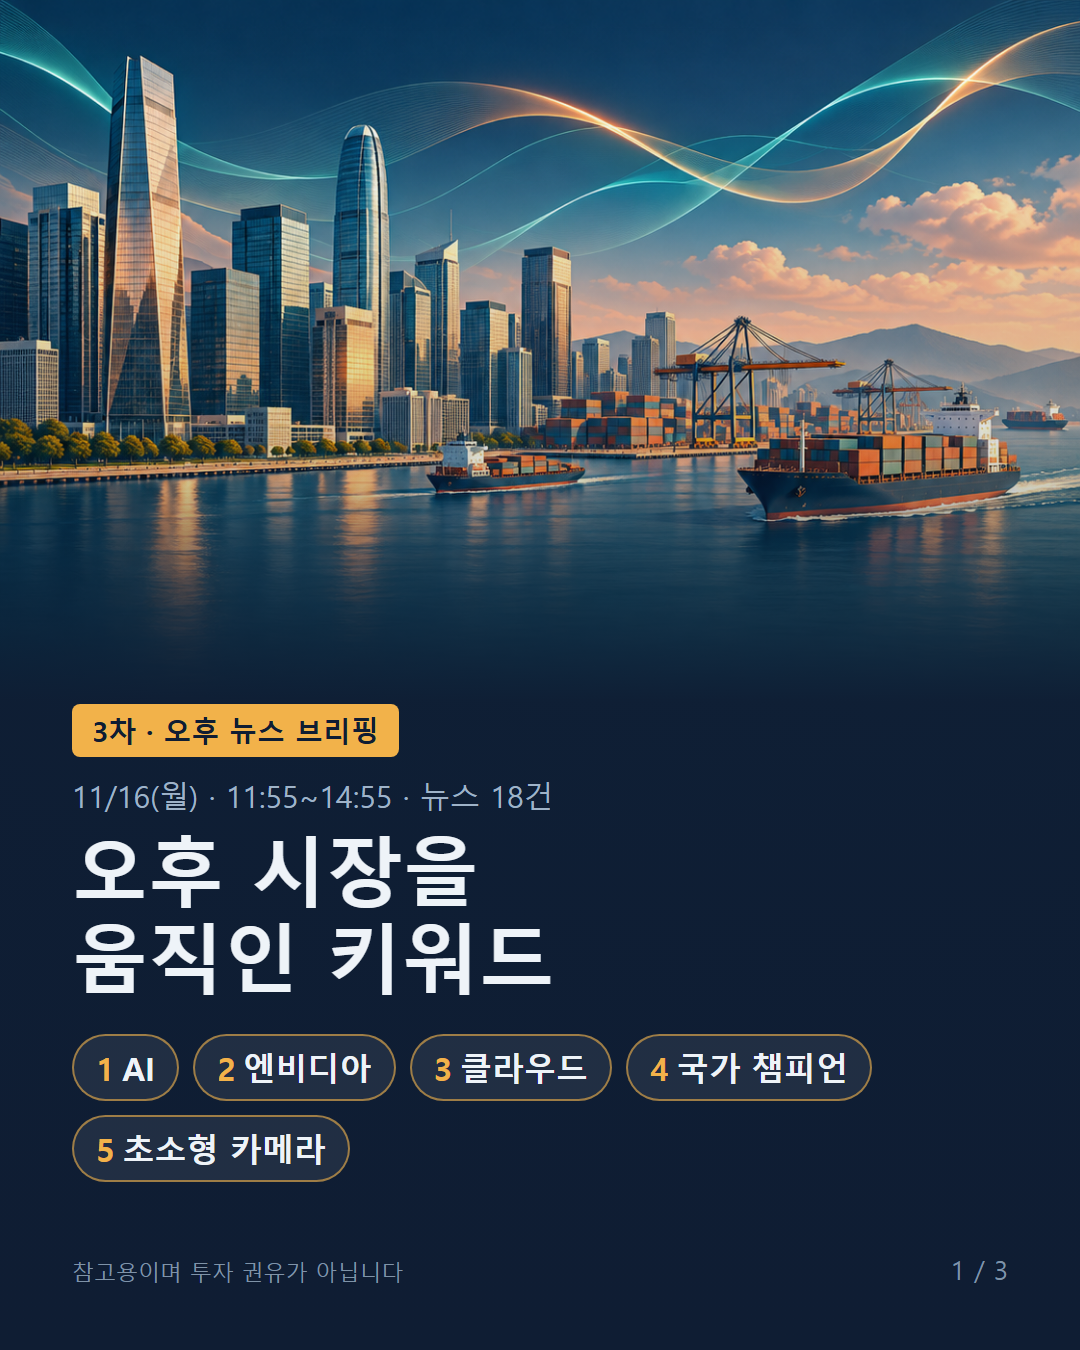 3차 · 오후 뉴스 브리핑
11/16(월) · 11:55~14:55 · 뉴스 18건
오후 시장을
움직인 키워드
1 AI 2 엔비디아 3 클라우드 4 국가 챔피언
5 초소형 카메라
참고용이며 투자 권유가 아닙니다 1 / 3